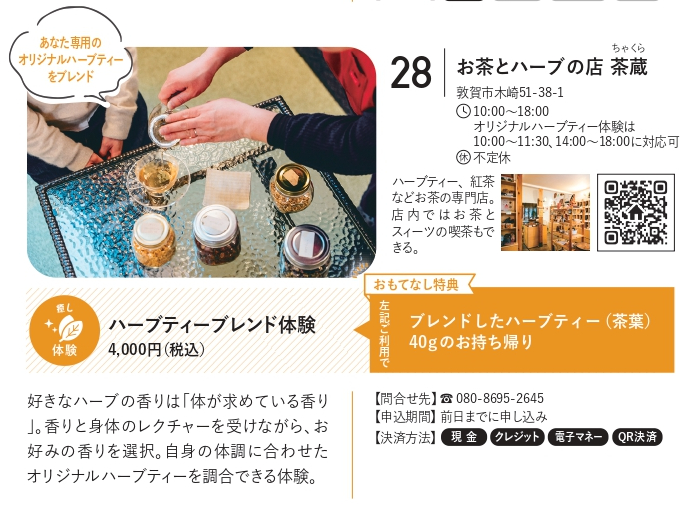 あなた専用の
オリジナルハーブティー
をブレンド
28
ちゃくら
お茶とハーブの店 茶蔵
敦賀市木崎51-38-1
10:00～18:00
オリジナルハーブティー体験は
10:00～11:30、14:00～18:00に対応可
休 不定休
ハーブティー、紅茶
などお茶の専門店。
店内ではお茶と
スィーツの喫茶もで
きる。
癒し
体験
ハーブティーブレンド体験
4,000円（税込）
おもてなし特典
左記ご利用で
ブレンドしたハーブティー（茶葉）
40gのお持ち帰り
好きなハーブの香りは「体が求めている香り
」。香りと身体のレクチャーを受けながら、お
好みの香りを選択。自身の体調に合わせた
オリジナルハーブティーを調合できる体験。
【問合せ先】☎ 080-8695-2645
【申込期間】前日までに申し込み
【決済方法】現金 クレジット 電子マネー QR決済